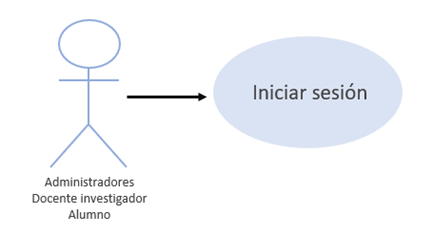 Iniciar sesión
Administradores
Docente investigador
Alumno